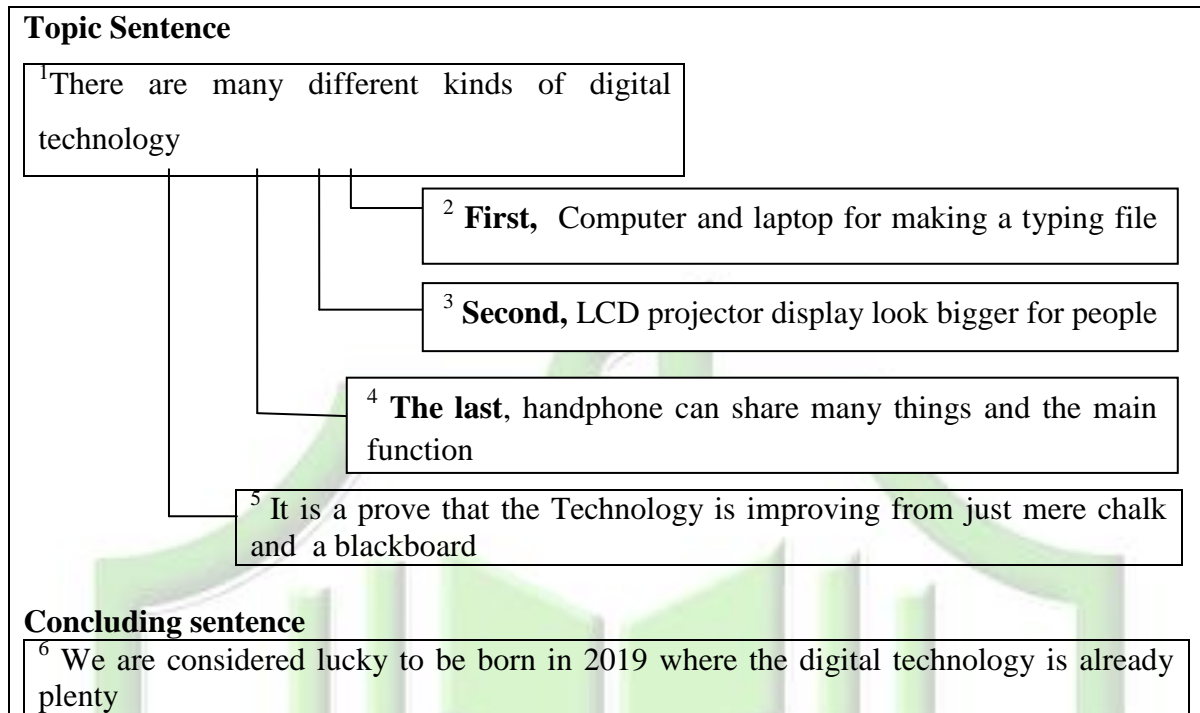 Topic Sentence
¹There are many different kinds of digital
technology
² First, Computer and laptop for making a typing file
³ Second, LCD projector display look bigger for people
⁴ The last, handphone can share many things and the main
function
⁵ It is a prove that the Technology is improving from just mere chalk
and a blackboard
Concluding sentence
⁶ We are considered lucky to be born in 2019 where the digital technology is already
plenty